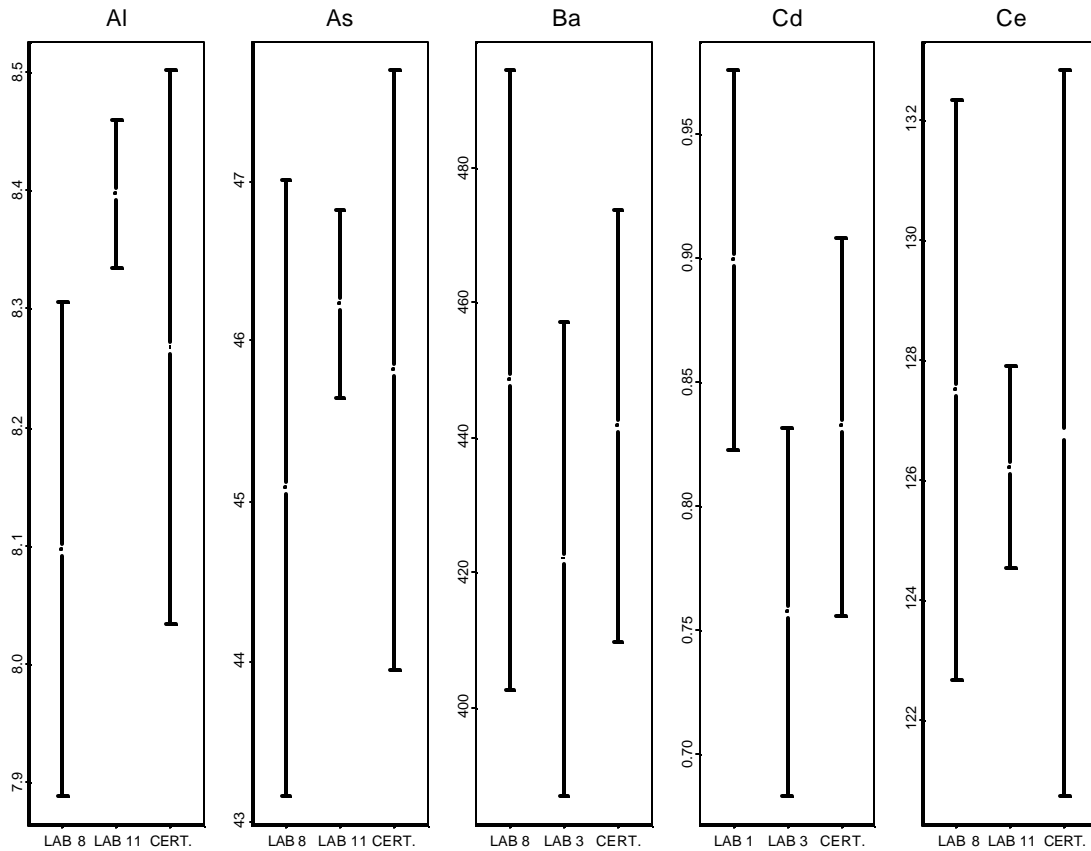 Al
8.5
8.4
8.3
8.2
8.1
8.0
7.9
LAB 8 LAB 11 CERT.
As
47
46
45
44
43
LAB 8 LAB 11 CERT.
Ba
480
460
440
420
400
LAB 8 LAB 3 CERT.
Cd
0.95
0.90
0.85
0.80
0.75
0.70
LAB 1 LAB 3 CERT.
Ce
132
130
128
126
124
122
LAB 8 LAB 11 CERT.